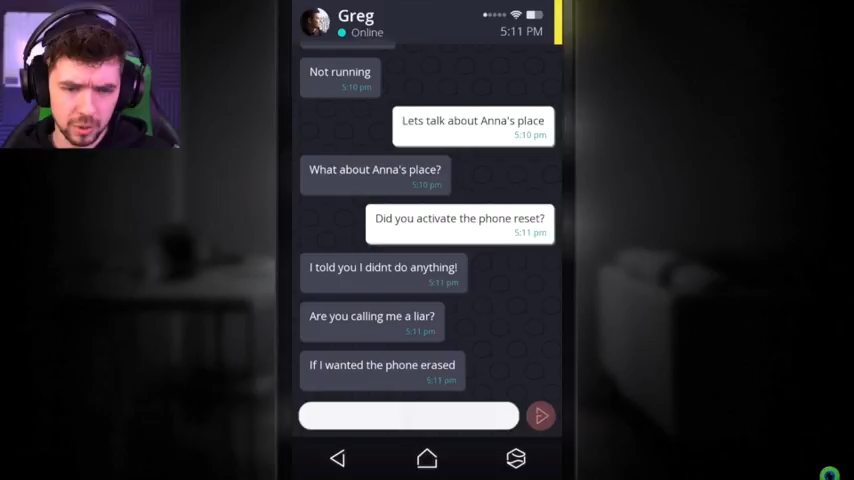 Greg
Online
5:11 PM
Not running
5:10 pm
Lets talk about Anna's place
5:10 pm
What about Anna's place?
5:10 pm
Did you activate the phone reset?
5:11 pm
I told you I didnt do anything!
5:11 pm
Are you calling me a liar?
5:11 pm
If I wanted the phone erased
5:11 pm